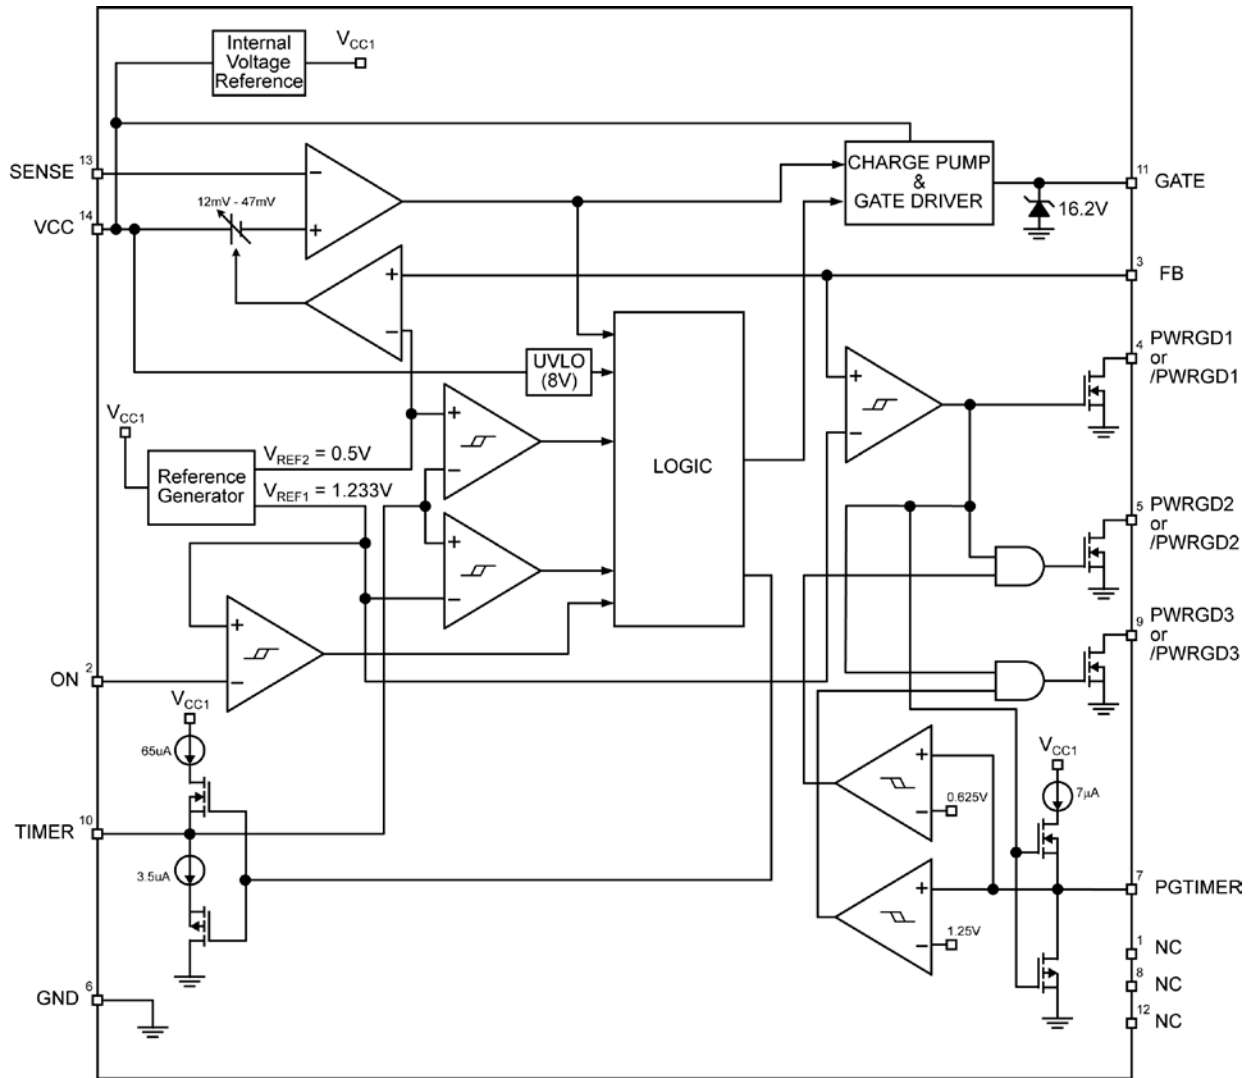 Internal
Voltage
Reference
VCC1
SENSE 13
12mV - 47mV
VCC 14
−
+
CHARGE PUMP
&
GATE DRIVER
11 GATE
16.2V
3 FB
+
−
UVLO
(8V)
LOGIC
4 PWRGD1
or
/PWRGD1
VCC1
Reference
Generator
VREF2 = 0.5V
VREF1 = 1.233V
+
−
+
−
+
−
5 PWRGD2
or
/PWRGD2
9 PWRGD3
or
/PWRGD3
+
−
ON 2
VCC1
65uA
TIMER 10
3.5uA
GND 6
+
−
0.625V
+
−
1.25V
VCC1
7µA
7 PGTIMER
1 NC
8 NC
12 NC